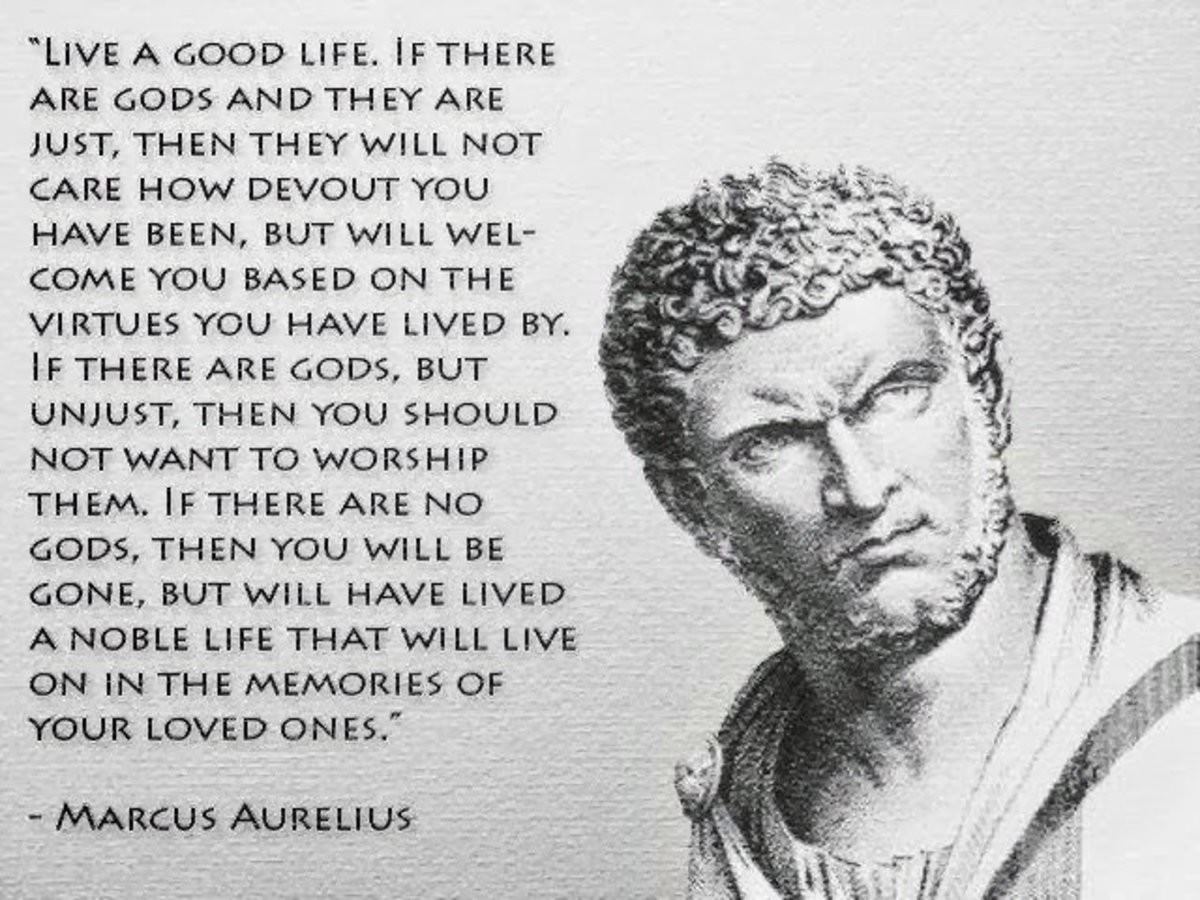 "Live a good life. If there
are gods and they are
just, then they will not
care how devout you
have been, but will wel-
come you based on the
virtues you have lived by.
If there are gods, but
unjust, then you should
not want to worship
them. If there are no
gods, then you will be
gone, but will have lived
a noble life that will live
on in the memories of
your loved ones."
- Marcus Aurelius